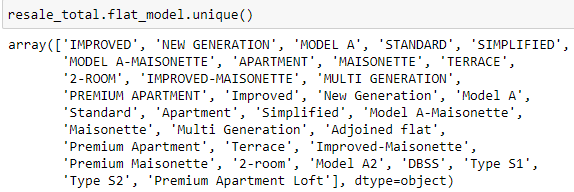 resale_total.flat_model.unique()
array(['IMPROVED', 'NEW GENERATION', 'MODEL A', 'STANDARD', 'SIMPLIFIED',
'MODEL A-MAISONETTE', 'APARTMENT', 'MAISONETTE', 'TERRACE',
'2-ROOM', 'IMPROVED-MAISONETTE', 'MULTI GENERATION',
'PREMIUM APARTMENT', 'Improved', 'New Generation', 'Model A',
'Standard', 'Apartment', 'Simplified', 'Model A-Maisonette',
'Maisonette', 'Multi Generation', 'Adjoined flat',
'Premium Apartment', 'Terrace', 'Improved-Maisonette',
'Premium Maisonette', '2-room', 'Model A2', 'DBSS', 'Type S1',
'Type S2', 'Premium Apartment Loft'], dtype=object)